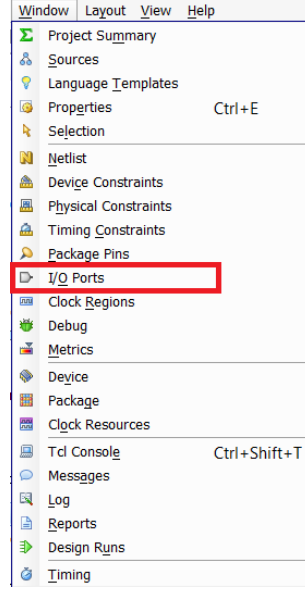 Window Layout View Help
Project Summary
Sources
Language Templates
Properties Ctrl+E
Selection
Netlist
Device Constraints
Physical Constraints
Timing Constraints
Package Pins
I/O Ports
Clock Regions
Debug
Metrics
Device
Package
Clock Resources
Tcl Console Ctrl+Shift+T
Messages
Log
Reports
Design Runs
Timing